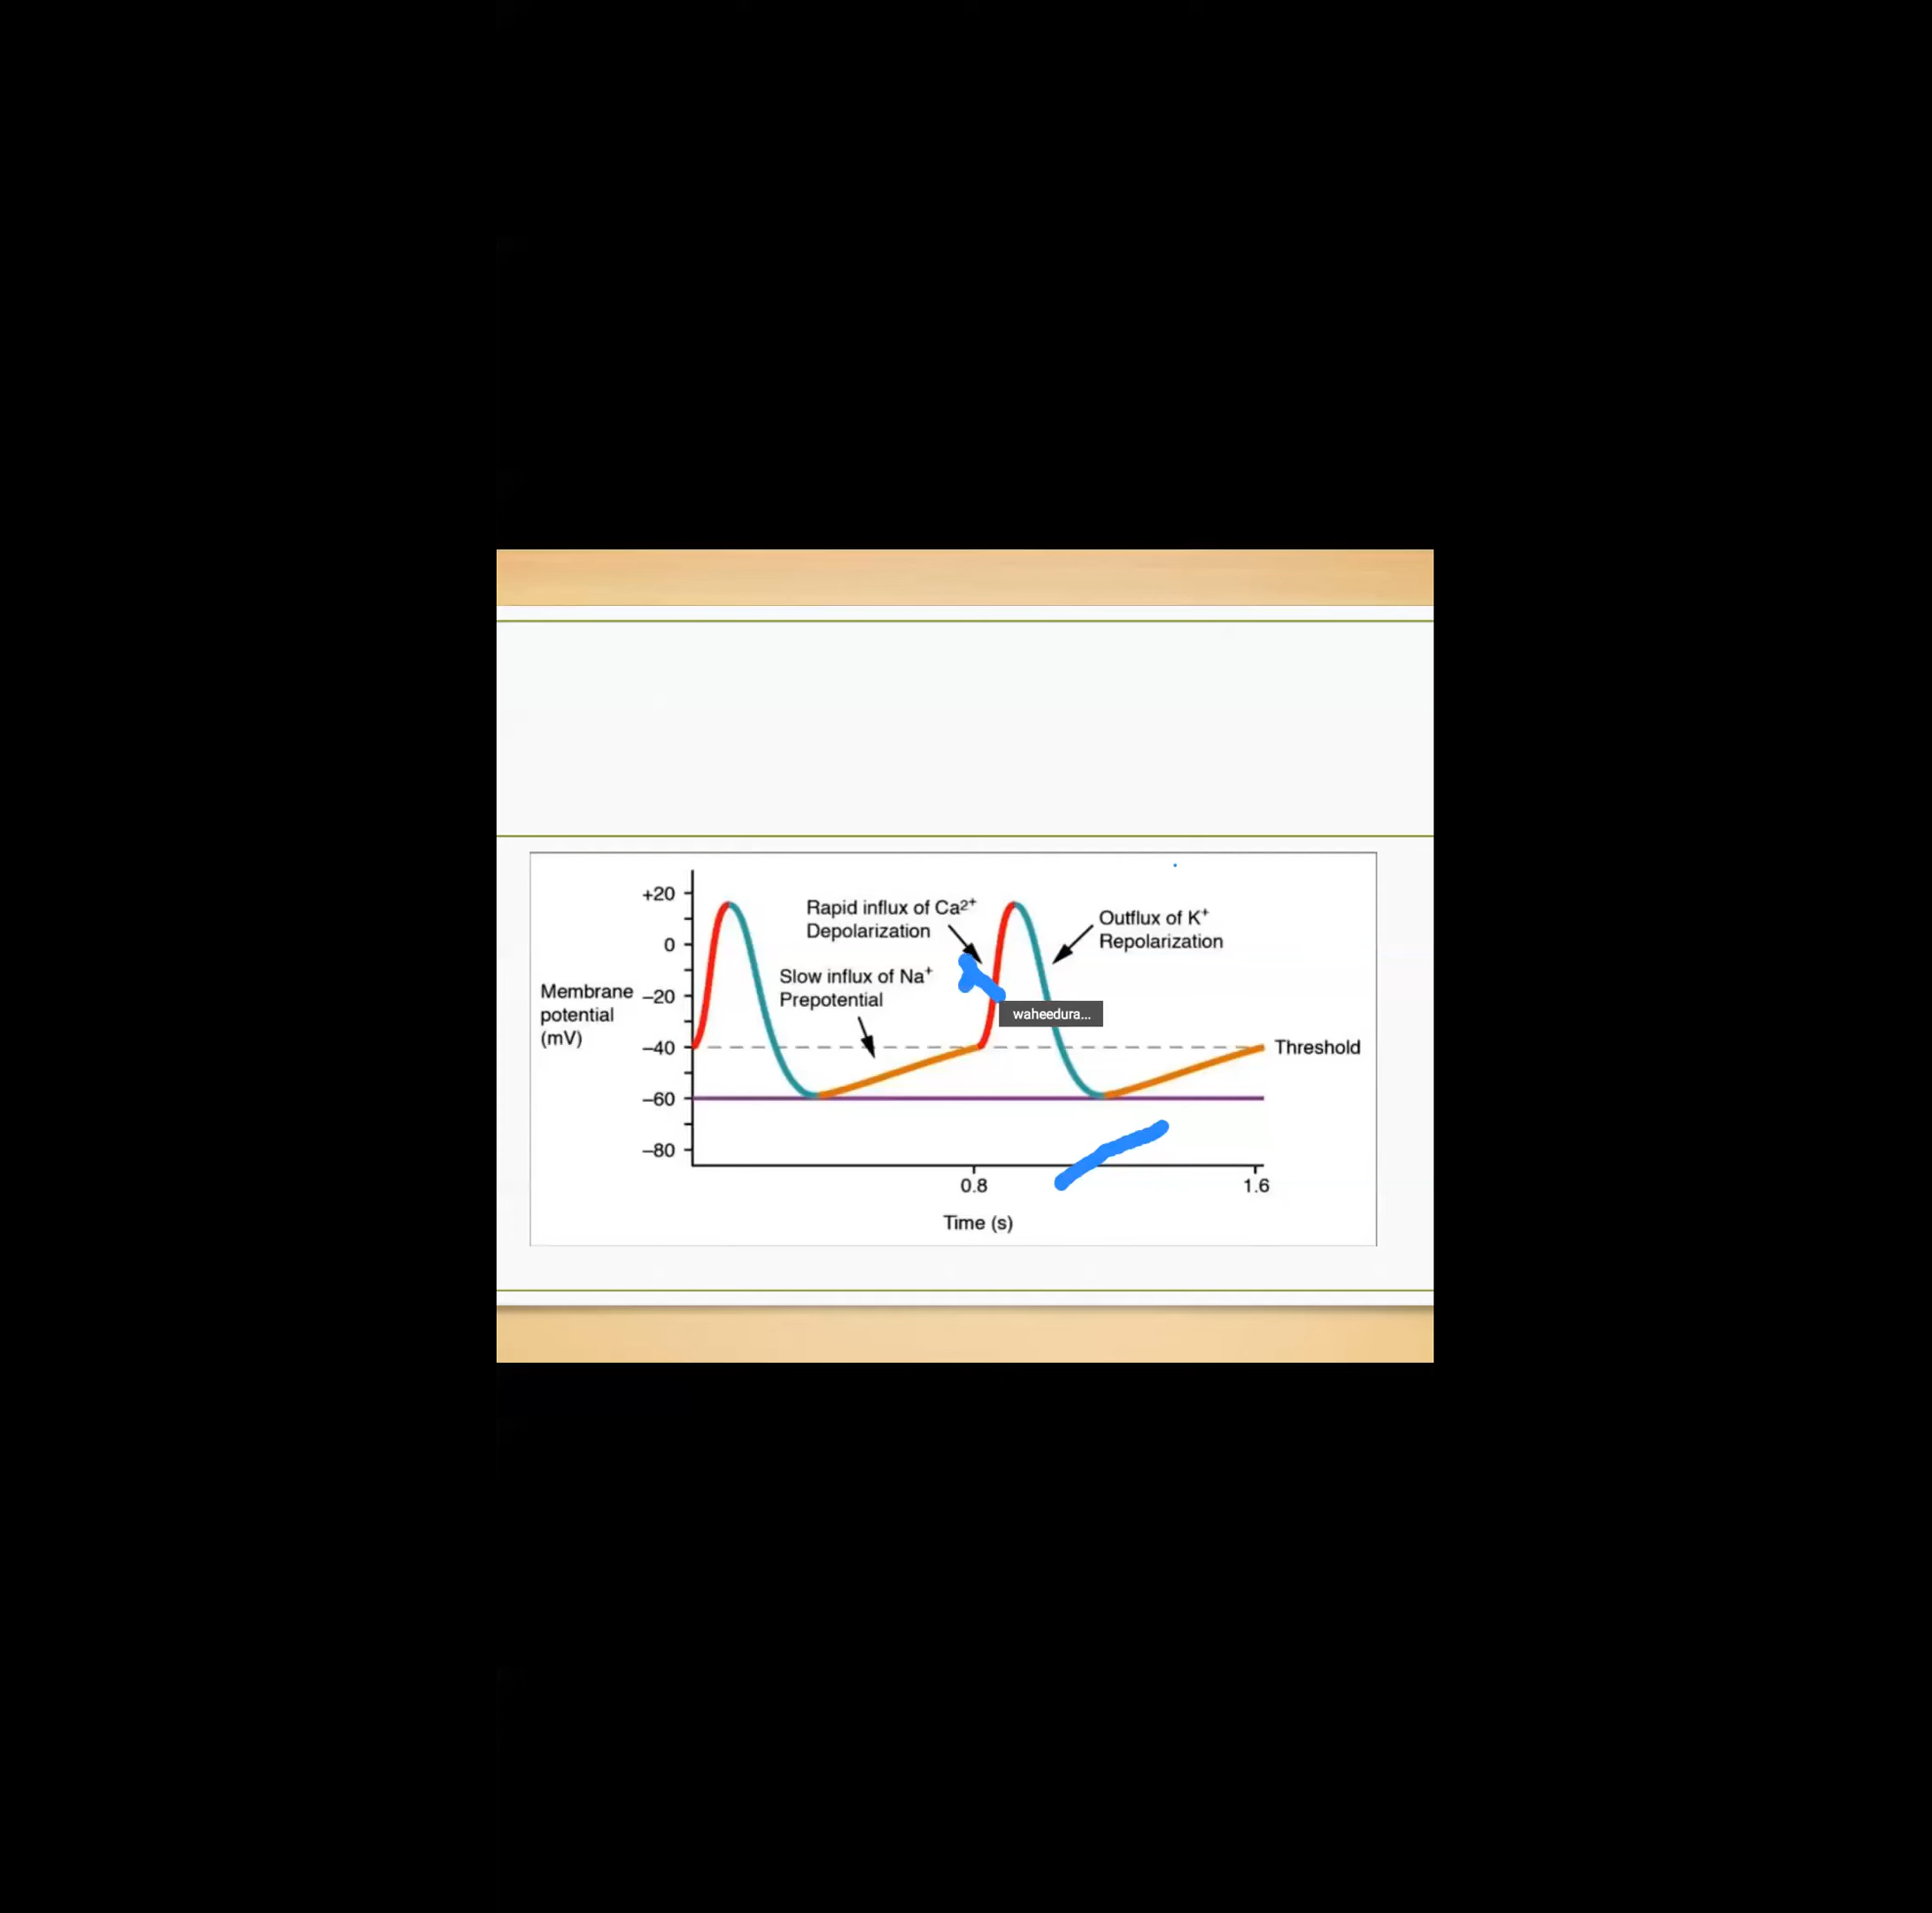 +20
Rapid influx of Ca²⁺
Depolarization
Outflux of K⁺
Repolarization
0
Slow influx of Na⁺
Prepotential
Membrane
potential
(mV)
–20
waheedura...
–40
Threshold
–60
–80
0.8
1.6
Time (s)